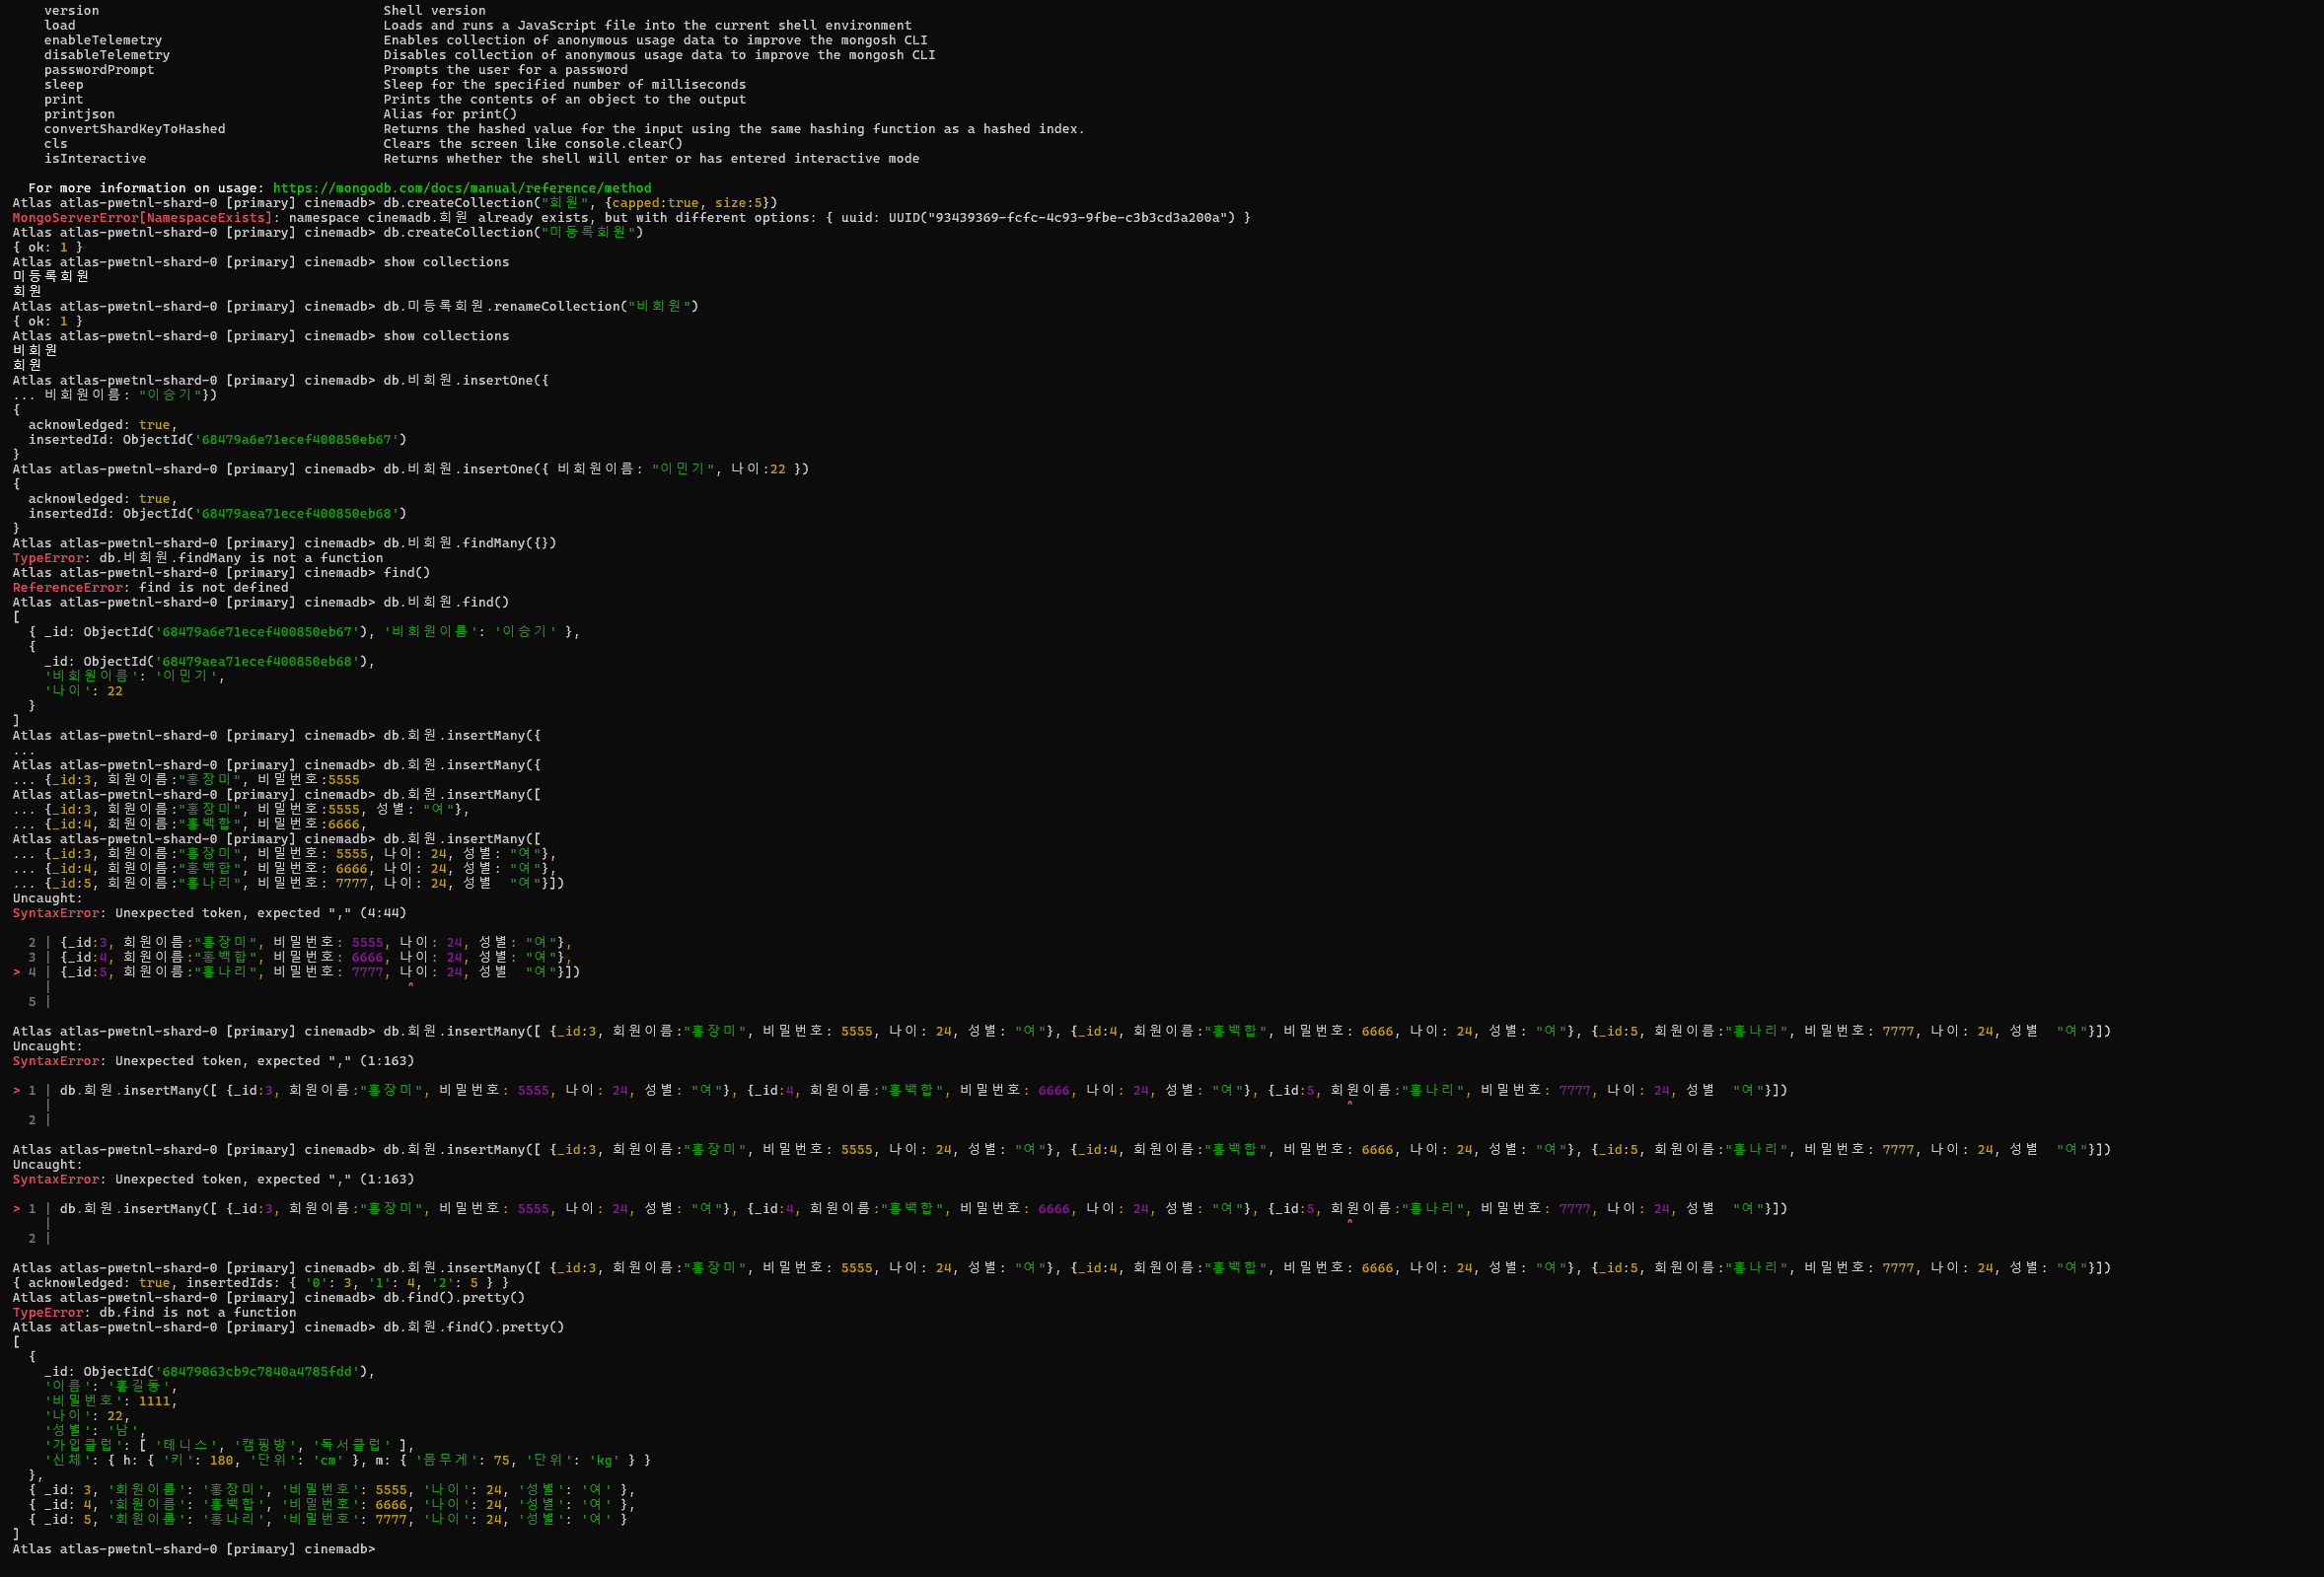 version                                    Shell version
load                                       Loads and runs a JavaScript file into the current shell environment
enableTelemetry                            Enables collection of anonymous usage data to improve the mongosh CLI
disableTelemetry                           Disables collection of anonymous usage data to improve the mongosh CLI
passwordPrompt                             Prompts the user for a password
sleep                                      Sleep for the specified number of milliseconds
print                                      Prints the contents of an object to the output
printjson                                  Alias for print()
convertShardKeyToHashed                    Returns the hashed value for the input using the same hashing function as a hashed index.
cls                                        Clears the screen like console.clear()
isInteractive                              Returns whether the shell will enter or has entered interactive mode
For more information on usage: https://mongodb.com/docs/manual/reference/method
Atlas atlas-pwetnl-shard-0 [primary] cinemadb> db.createCollection("회원", {capped:true, size:5})
MongoServerError[NamespaceExists]: namespace cinemadb.회원 already exists, but with different options: { uuid: UUID("93439369-fcfc-4c93-9fbe-c3b3cd3a200a") }
Atlas atlas-pwetnl-shard-0 [primary] cinemadb> db.createCollection("미등록회원")
{ ok: 1 }
Atlas atlas-pwetnl-shard-0 [primary] cinemadb> show collections
미등록회원
회원
Atlas atlas-pwetnl-shard-0 [primary] cinemadb> db.미등록회원.renameCollection("비회원")
{ ok: 1 }
Atlas atlas-pwetnl-shard-0 [primary] cinemadb> show collections
비회원
회원
Atlas atlas-pwetnl-shard-0 [primary] cinemadb> db.비회원.insertOne({
... 비회원이름: "이승기"})
{
  acknowledged: true,
  insertedId: ObjectId('68479a6e71ecef400850eb67')
}
Atlas atlas-pwetnl-shard-0 [primary] cinemadb> db.비회원.insertOne({ 비회원이름: "이민기", 나이:22 })
{
  acknowledged: true,
  insertedId: ObjectId('68479aea71ecef400850eb68')
}
Atlas atlas-pwetnl-shard-0 [primary] cinemadb> db.비회원.findMany({})
TypeError: db.비회원.findMany is not a function
Atlas atlas-pwetnl-shard-0 [primary] cinemadb> find()
ReferenceError: find is not defined
Atlas atlas-pwetnl-shard-0 [primary] cinemadb> db.비회원.find()
[
  { _id: ObjectId('68479a6e71ecef400850eb67'), '비회원이름': '이승기' },
  {
    _id: ObjectId('68479aea71ecef400850eb68'),
    '비회원이름': '이민기',
    '나이': 22
  }
]
Atlas atlas-pwetnl-shard-0 [primary] cinemadb> db.회원.insertMany({
...
Atlas atlas-pwetnl-shard-0 [primary] cinemadb> db.회원.insertMany({
... {_id:3, 회원이름:"홍장미", 비밀번호:5555
Atlas atlas-pwetnl-shard-0 [primary] cinemadb> db.회원.insertMany([
... {_id:3, 회원이름:"홍장미", 비밀번호:5555, 성별: "여"},
... {_id:4, 회원이름:"홍백합", 비밀번호:6666,
Atlas atlas-pwetnl-shard-0 [primary] cinemadb> db.회원.insertMany([
... {_id:3, 회원이름:"홍장미", 비밀번호: 5555, 나이: 24, 성별: "여"},
... {_id:4, 회원이름:"홍백합", 비밀번호: 6666, 나이: 24, 성별: "여"},
... {_id:5, 회원이름:"홍나리", 비밀번호: 7777, 나이: 24, 성별  "여"}])
Uncaught:
SyntaxError: Unexpected token, expected "," (4:44)
  2 | {_id:3, 회원이름:"홍장미", 비밀번호: 5555, 나이: 24, 성별: "여"},
  3 | {_id:4, 회원이름:"홍백합", 비밀번호: 6666, 나이: 24, 성별: "여"},
> 4 | {_id:5, 회원이름:"홍나리", 비밀번호: 7777, 나이: 24, 성별  "여"}])
    |                                             ^
  5 |
Atlas atlas-pwetnl-shard-0 [primary] cinemadb> db.회원.insertMany([ {_id:3, 회원이름:"홍장미", 비밀번호: 5555, 나이: 24, 성별: "여"}, {_id:4, 회원이름:"홍백합", 비밀번호: 6666, 나이: 24, 성별: "여"}, {_id:5, 회원이름:"홍나리", 비밀번호: 7777, 나이: 24, 성별  "여"}])
Uncaught:
SyntaxError: Unexpected token, expected "," (1:163)
> 1 | db.회원.insertMany([ {_id:3, 회원이름:"홍장미", 비밀번호: 5555, 나이: 24, 성별: "여"}, {_id:4, 회원이름:"홍백합", 비밀번호: 6666, 나이: 24, 성별: "여"}, {_id:5, 회원이름:"홍나리", 비밀번호: 7777, 나이: 24, 성별  "여"}])
    |                                             ^
  2 |
Atlas atlas-pwetnl-shard-0 [primary] cinemadb> db.회원.insertMany([ {_id:3, 회원이름:"홍장미", 비밀번호: 5555, 나이: 24, 성별: "여"}, {_id:4, 회원이름:"홍백합", 비밀번호: 6666, 나이: 24, 성별: "여"}, {_id:5, 회원이름:"홍나리", 비밀번호: 7777, 나이: 24, 성별  "여"}])
Uncaught:
SyntaxError: Unexpected token, expected "," (1:163)
> 1 | db.회원.insertMany([ {_id:3, 회원이름:"홍장미", 비밀번호: 5555, 나이: 24, 성별: "여"}, {_id:4, 회원이름:"홍백합", 비밀번호: 6666, 나이: 24, 성별: "여"}, {_id:5, 회원이름:"홍나리", 비밀번호: 7777, 나이: 24, 성별  "여"}])
    |                                             ^
  2 |
Atlas atlas-pwetnl-shard-0 [primary] cinemadb> db.회원.insertMany([ {_id:3, 회원이름:"홍장미", 비밀번호: 5555, 나이: 24, 성별: "여"}, {_id:4, 회원이름:"홍백합", 비밀번호: 6666, 나이: 24, 성별: "여"}, {_id:5, 회원이름:"홍나리", 비밀번호: 7777, 나이: 24, 성별: "여"}])
{ acknowledged: true, insertedIds: { '0': 3, '1': 4, '2': 5 } }
Atlas atlas-pwetnl-shard-0 [primary] cinemadb> db.find().pretty()
TypeError: db.find is not a function
Atlas atlas-pwetnl-shard-0 [primary] cinemadb> db.회원.find().pretty()
[
  {
    _id: ObjectId('68479063cb9c7840a4785fdd'),
    '이름': '홍길동',
    '비밀번호': 1111,
    '나이': 22,
    '성별': '남',
    '가입클럽': [ '테니스', '캠핑방', '독서클럽' ],
    '신체': { h: { '키': 180, '단위': 'cm' }, m: { '몸무게': 75, '단위': 'kg' } }
  },
  { _id: 3, '회원이름': '홍장미', '비밀번호': 5555, '나이': 24, '성별': '여' },
  { _id: 4, '회원이름': '홍백합', '비밀번호': 6666, '나이': 24, '성별': '여' },
  { _id: 5, '회원이름': '홍나리', '비밀번호': 7777, '나이': 24, '성별': '여' }
]
Atlas atlas-pwetnl-shard-0 [primary] cinemadb>